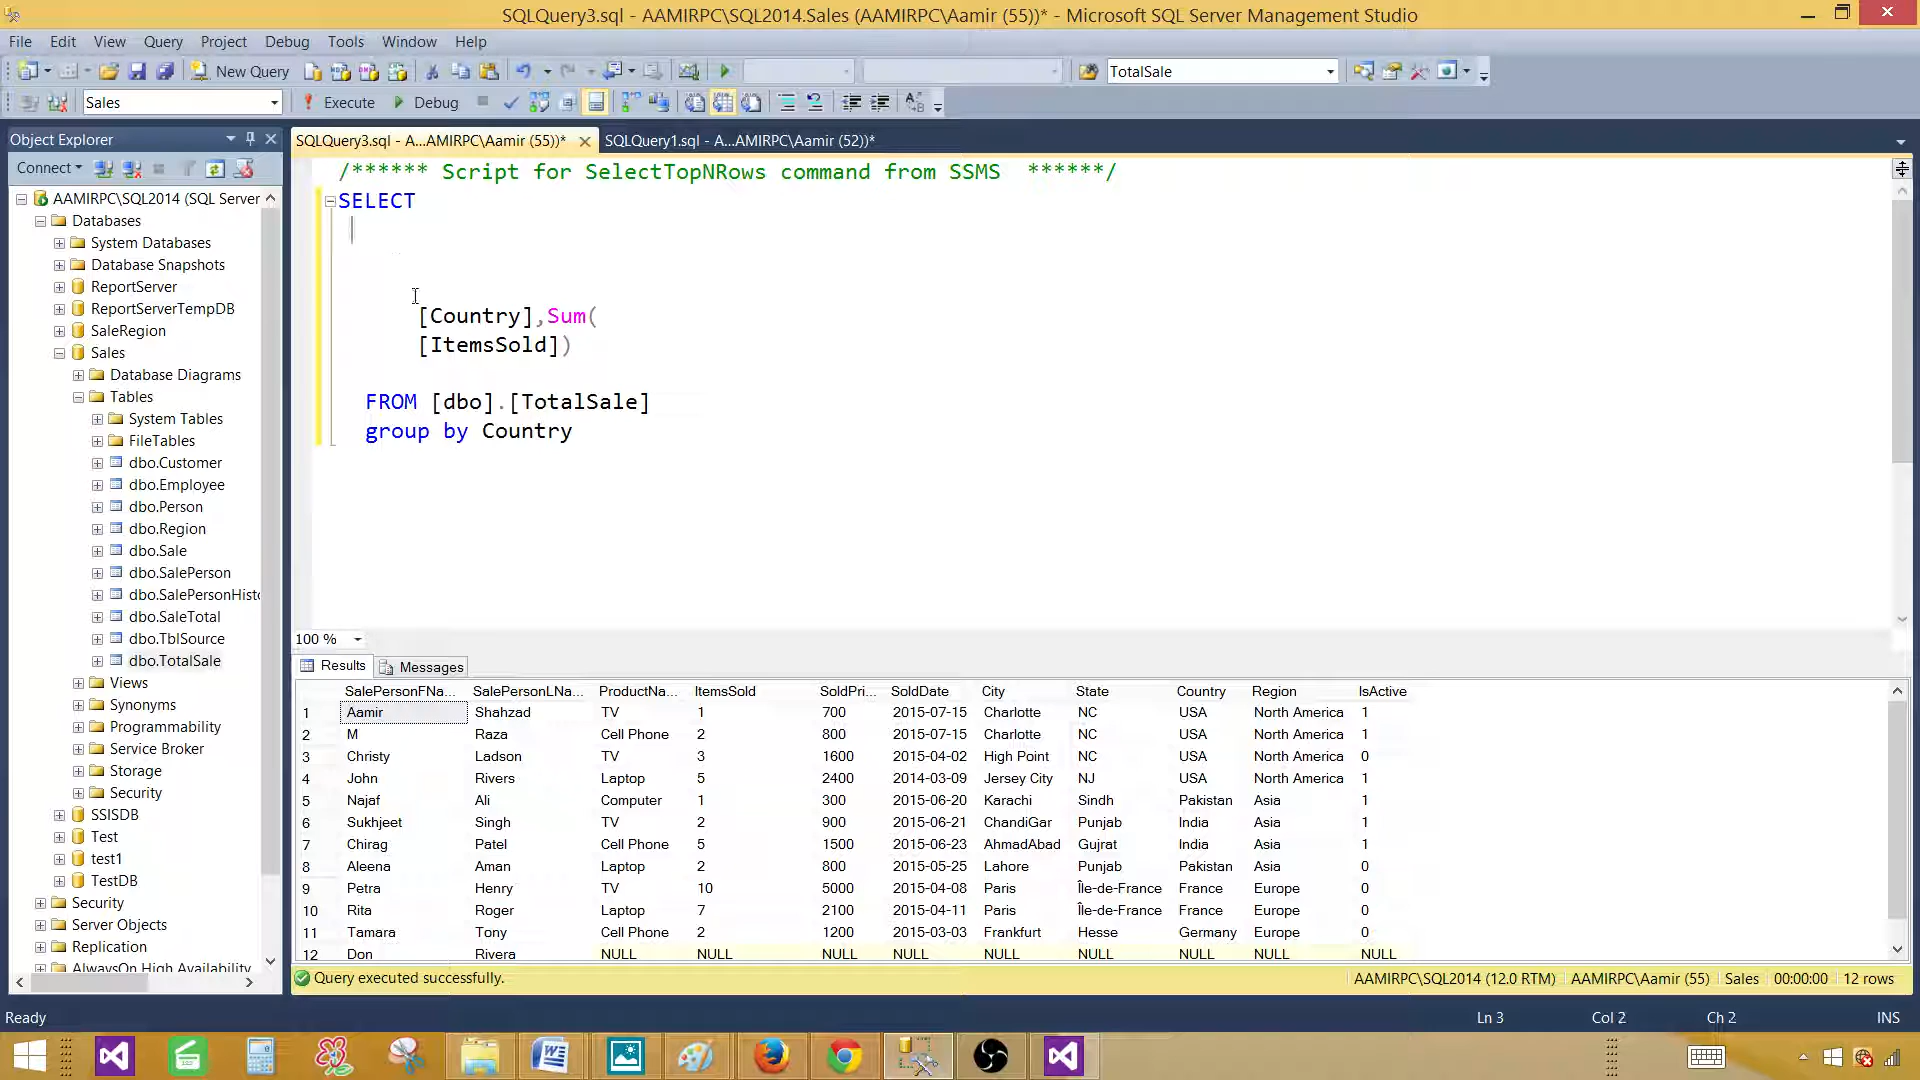 SQLQuery3.sql - AAMIRPC\SQL2014.Sales (AAMIRPC\Aamir (55))* - Microsoft SQL Server Management Studio
File Edit View Query Project Debug Tools Window Help
New Query TotalSale
Sales Execute Debug
Object Explorer
SQLQuery3.sql - A...AMIRPC\Aamir (55))* SQLQuery1.sql - A...AMIRPC\Aamir (52))*
Connect
AAMIRPC\SQL2014 (SQL Server
Databases
System Databases
Database Snapshots
ReportServer
ReportServerTempDB
SaleRegion
Sales
Database Diagrams
Tables
System Tables
FileTables
dbo.Customer
dbo.Employee
dbo.Person
dbo.Region
dbo.Sale
dbo.SalePerson
dbo.SalePersonHisto
dbo.SaleTotal
dbo.TblSource
dbo.TotalSale
Views
Synonyms
Programmability
Service Broker
Storage
Security
SSISDB
Test
test1
TestDB
Security
Server Objects
Replication
AlwaysOn High Availability
/****** Script for SelectTopNRows command from SSMS ******/
SELECT
[Country],Sum(
[ItemsSold])
FROM [dbo].[TotalSale]
group by Country
100 %
Results Messages
SalePersonFNa... SalePersonLNa... ProductNa... ItemsSold SoldPri... SoldDate City State Country Region IsActive
1 Aamir Shahzad TV 1 700 2015-07-15 Charlotte NC USA North America 1
2 M Raza Cell Phone 2 800 2015-07-15 Charlotte NC USA North America 1
3 Christy Ladson TV 3 1600 2015-04-02 High Point NC USA North America 0
4 John Rivers Laptop 5 2400 2014-03-09 Jersey City NJ USA North America 1
5 Najaf Ali Computer 1 300 2015-06-20 Karachi Sindh Pakistan Asia 1
6 Sukhjeet Singh TV 2 900 2015-06-21 ChandiGar Punjab India Asia 1
7 Chirag Patel Cell Phone 5 1500 2015-06-23 AhmadAbad Gujrat India Asia 1
8 Aleena Aman Laptop 2 800 2015-05-25 Lahore Punjab Pakistan Asia 0
9 Petra Henry TV 10 5000 2015-04-08 Paris Île-de-France France Europe 0
10 Rita Roger Laptop 7 2100 2015-04-11 Paris Île-de-France France Europe 0
11 Tamara Tony Cell Phone 2 1200 2015-03-03 Frankfurt Hesse Germany Europe 0
12 Don Rivera NULL NULL NULL NULL NULL NULL NULL NULL NULL
Query executed successfully. AAMIRPC\SQL2014 (12.0 RTM) AAMIRPC\Aamir (55) Sales 00:00:00 12 rows
Ready Ln 3 Col 2 Ch 2 INS